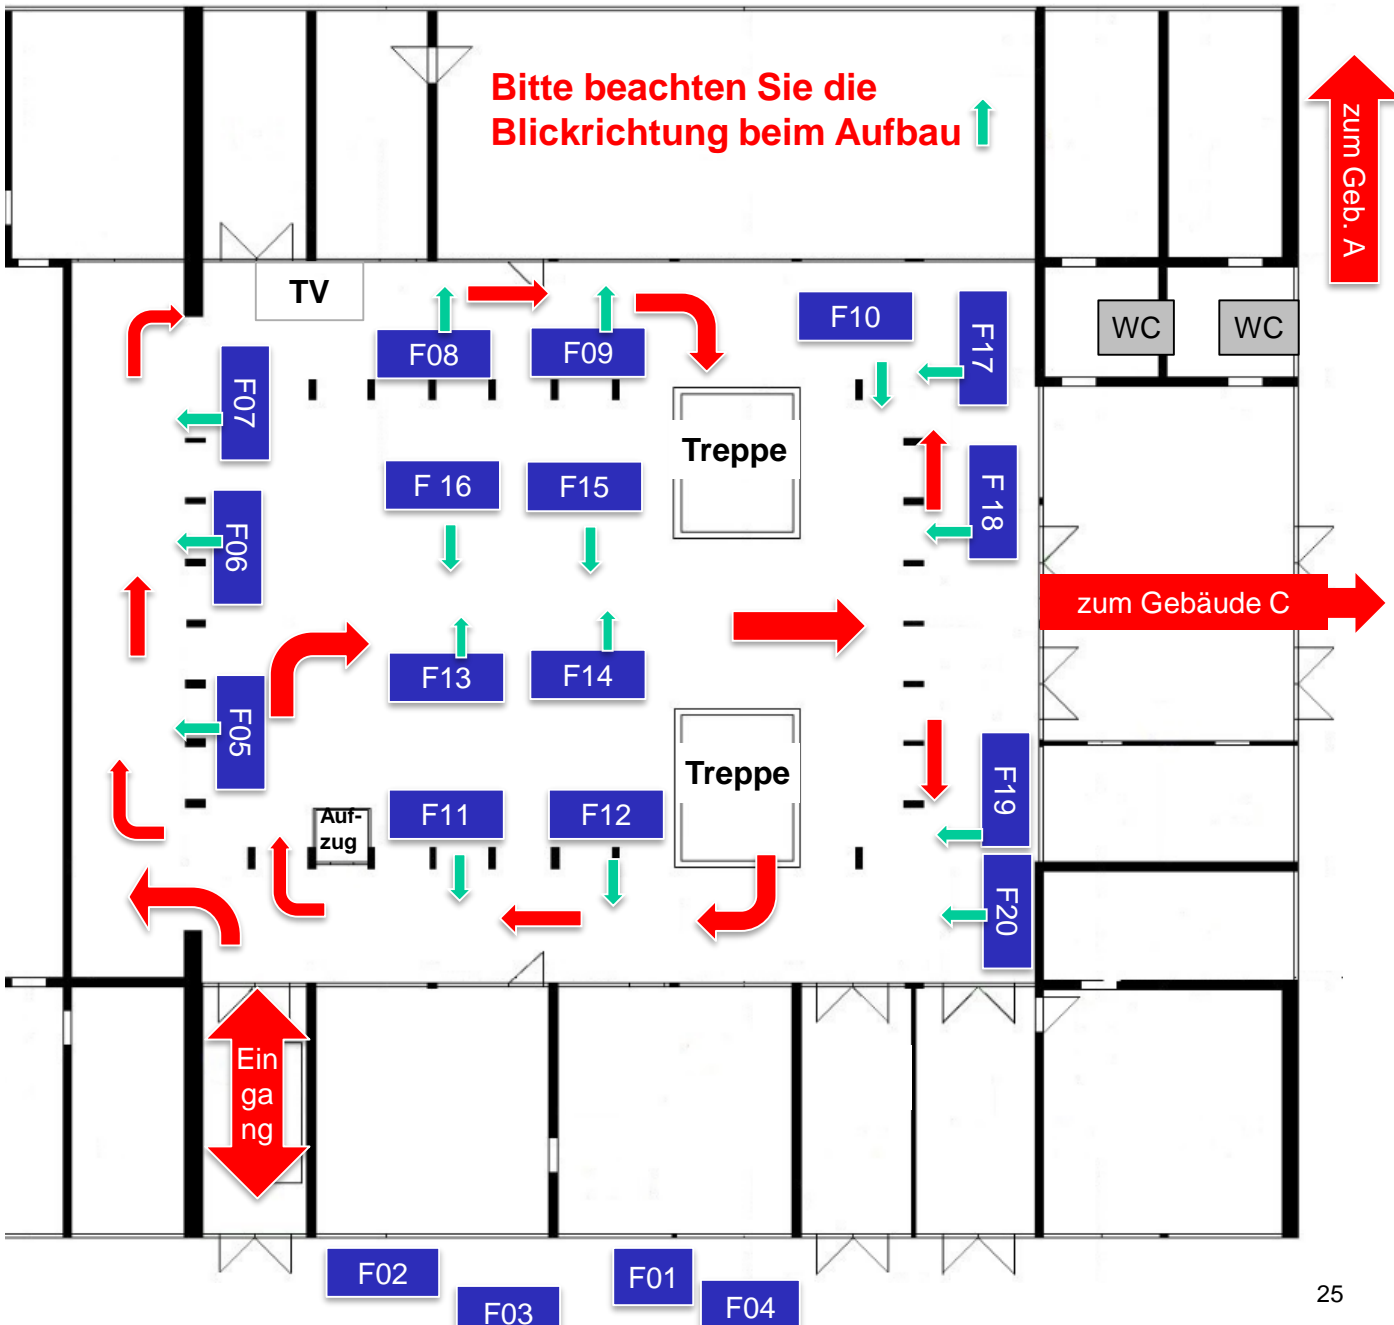 Bitte beachten Sie die
Blickrichtung beim Aufbau
zum Geb. A
TV
F08
F09
F10
F17
WC
WC
F07
Treppe
F 16
F15
F 18
F06
zum Gebäude C
F13
F14
F05
Treppe
F19
Auf-
zug
F11
F12
F20
Ein
ga
ng
F02
F01
F03
F04
25